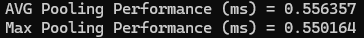 AVG Pooling Performance (ms) = 0.556357
Max Pooling Performance (ms) = 0.550164